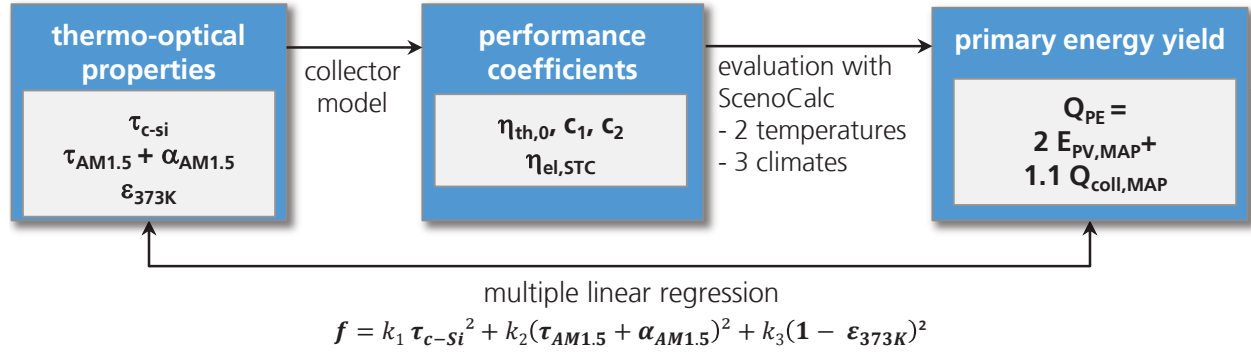 thermo-optical
properties
τc-si
τAM1.5 + αAM1.5
ε373K
collector
model
performance
coefficients
ηth,0, c1, c2
ηel,STC
evaluation with
ScenoCalc
- 2 temperatures
- 3 climates
primary energy yield
QPE =
2 EPV,MAP+
1.1 Qcoll,MAP
multiple linear regression
f = k1 τc−Si² + k2(τAM1.5 + αAM1.5)² + k3(1 − ε373K)²